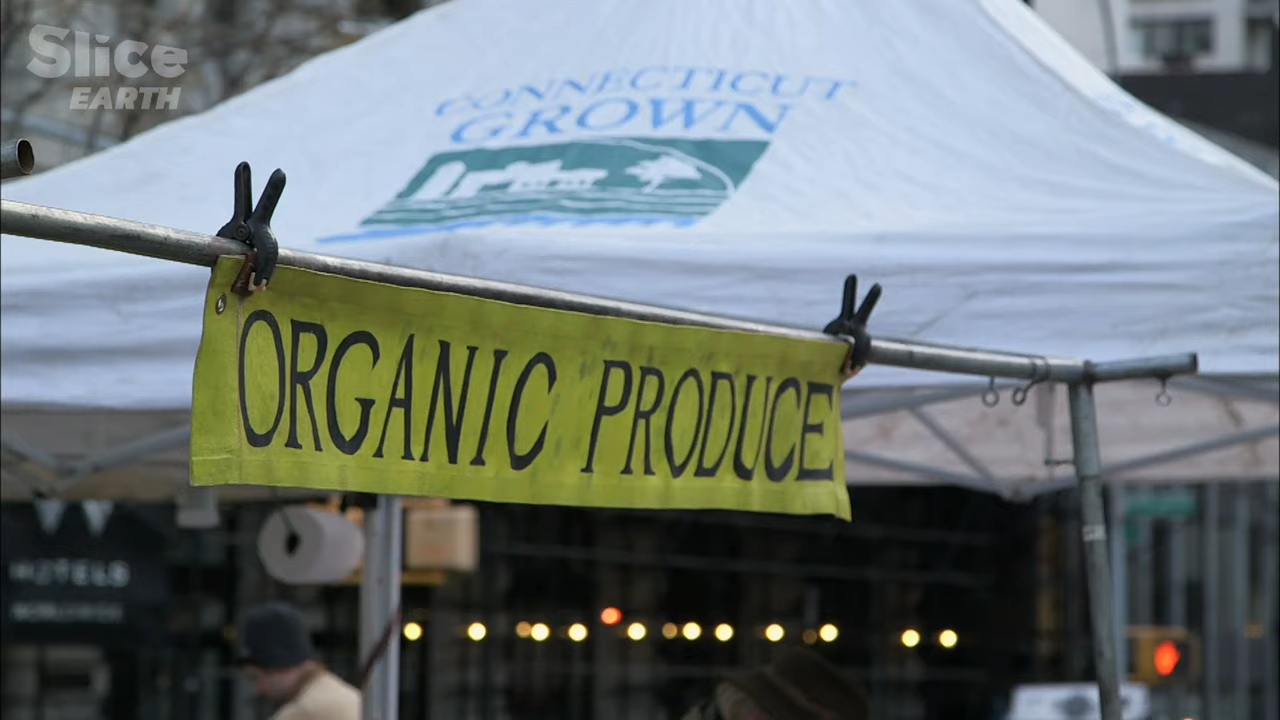 Slice
EARTH
CONNECTICUT
GROWN
ORGANIC PRODUCE